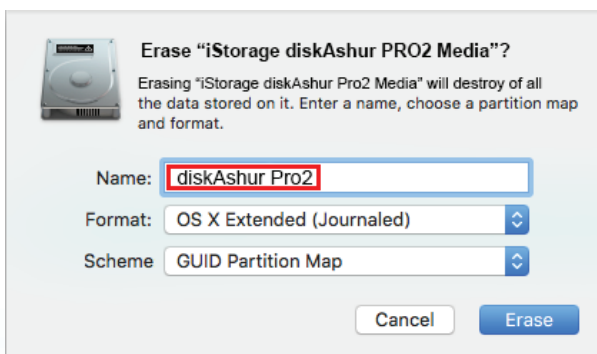 Erase “iStorage diskAshur PRO2 Media”?
Erasing “iStorage diskAshur Pro2 Media” will destroy of all
the data stored on it. Enter a name, choose a partition map
and format.
Name: diskAshur Pro2
Format: OS X Extended (Journaled)
Scheme GUID Partition Map
Cancel Erase